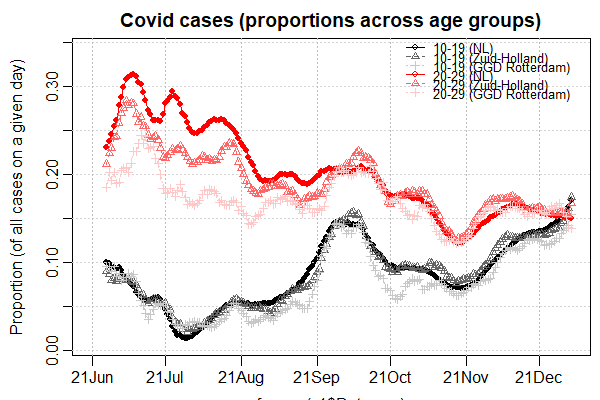 Covid cases (proportions across age groups)
10-19 (NL)
10-19 (Zuid-Holland)
10-19 (GGD Rotterdam)
20-29 (NL)
20-29 (Zuid-Holland)
20-29 (GGD Rotterdam)
Proportion (of all cases on a given day)
0.30
0.20
0.10
0.00
21Jun 21Jul 21Aug 21Sep 21Oct 21Nov 21Dec